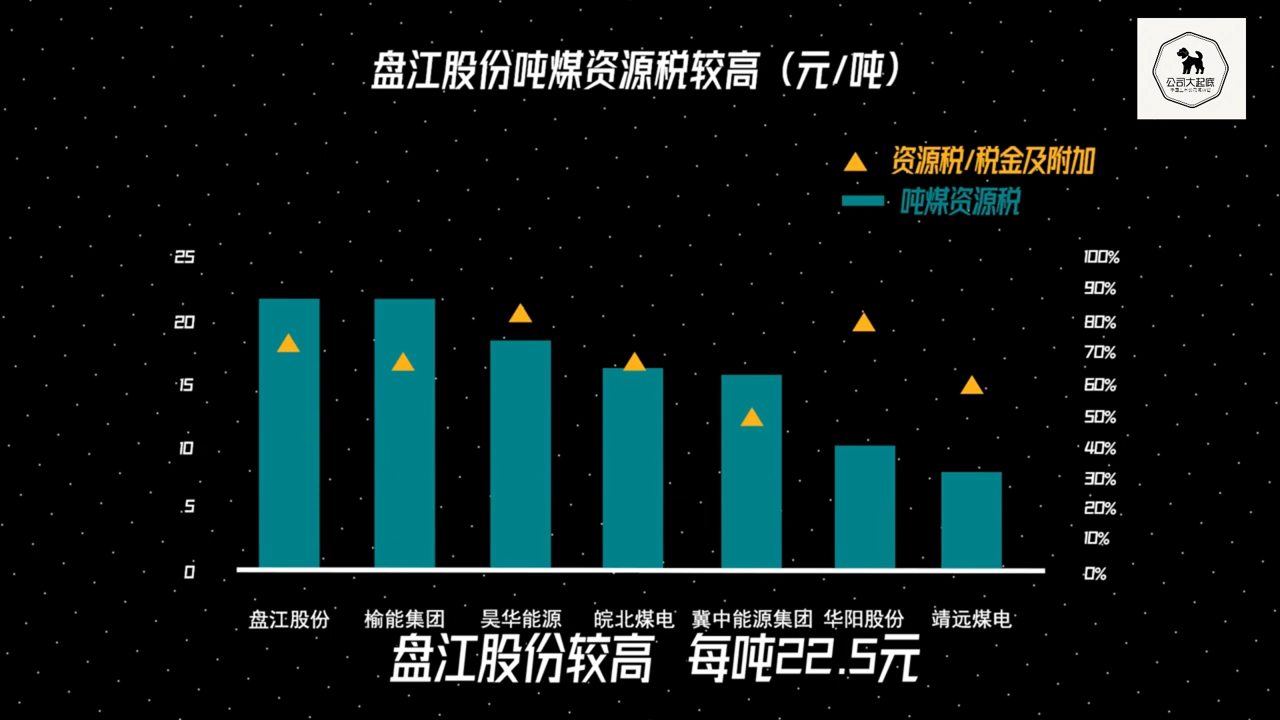 盘江股份吨煤资源税较高（元/吨）
公司大起底
资源税/税金及附加
吨煤资源税
25
20
15
10
5
0
100%
90%
80%
70%
60%
50%
40%
30%
20%
10%
0%
盘江股份 榆能集团 昊华能源 皖北煤电 冀中能源集团 华阳股份 靖远煤电
盘江股份较高 每吨22.5元